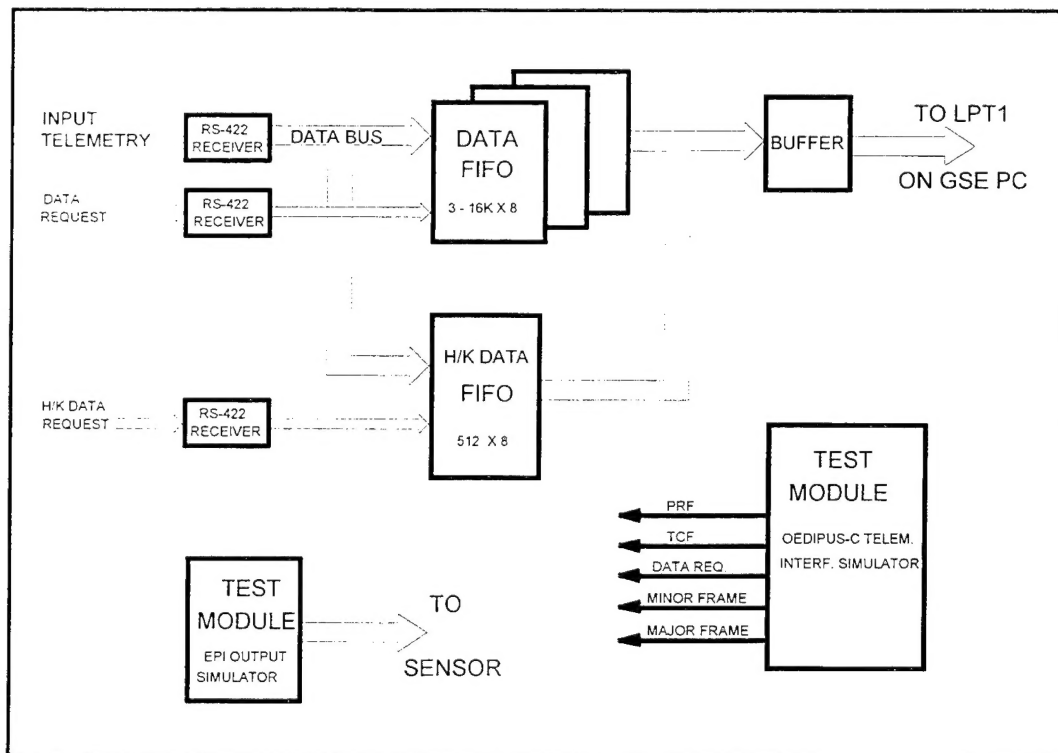 INPUT
TELEMETRY
RS-422
RECEIVER
DATA BUS
DATA
FIFO
3 - 16K X 8
BUFFER
TO LPT1
ON GSE PC
DATA
REQUEST
RS-422
RECEIVER
H/K DATA
FIFO
512 X 8
H/K DATA
REQUEST
RS-422
RECEIVER
TEST
MODULE
OEDIPUS-C TELEM.
INTERF. SIMULATOR
PRF
TCF
DATA REQ.
MINOR FRAME
MAJOR FRAME
TEST
MODULE
EPI OUTPUT
SIMULATOR
TO
SENSOR